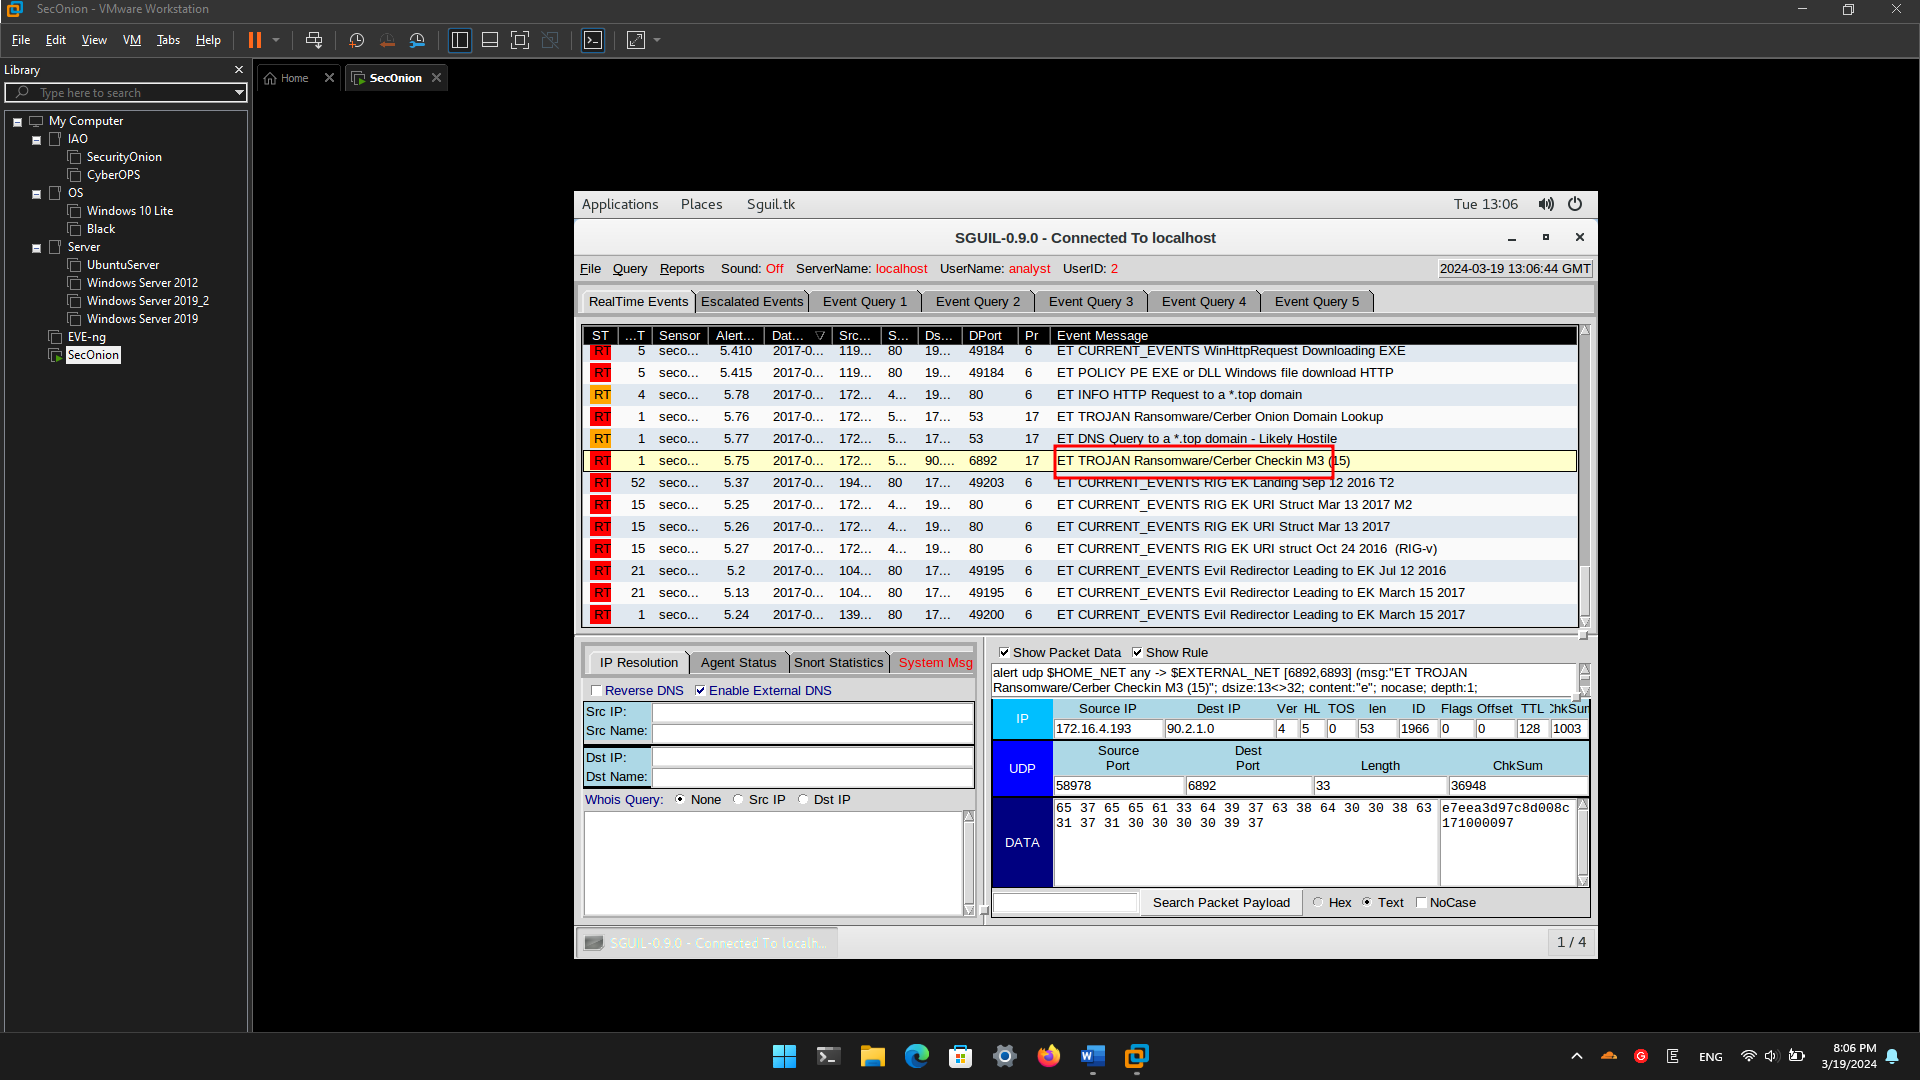 SecOnion - VMware Workstation
File Edit View VM Tabs Help
Library
Home
SecOnion
Type here to search
My Computer
IAO
SecurityOnion
CyberOPS
OS
Windows 10 Lite
Black
Server
UbuntuServer
Windows Server 2012
Windows Server 2019_2
Windows Server 2019
EVE-ng
SecOnion
Applications Places Sguil.tk Tue 13:06
SGUIL-0.9.0 - Connected To localhost
File Query Reports Sound: Off ServerName: localhost UserName: analyst UserID: 2 2024-03-19 13:06:44 GMT
RealTime Events Escalated Events Event Query 1 Event Query 2 Event Query 3 Event Query 4 Event Query 5
ST ...T Sensor Alert... Dat... Src... S... Ds... DPort Pr Event Message
RT 5 seco... 5.410 2017-0... 119... 80 19... 49184 6 ET CURRENT_EVENTS WinHttpRequest Downloading EXE
RT 5 seco... 5.415 2017-0... 119... 80 19... 49184 6 ET POLICY PE EXE or DLL Windows file download HTTP
RT 4 seco... 5.78 2017-0... 172... 4... 19... 80 6 ET INFO HTTP Request to a *.top domain
RT 1 seco... 5.76 2017-0... 172... 5... 17... 53 17 ET TROJAN Ransomware/Cerber Onion Domain Lookup
RT 1 seco... 5.77 2017-0... 172... 5... 17... 53 17 ET DNS Query to a *.top domain - Likely Hostile
RT 1 seco... 5.75 2017-0... 172... 5... 90.... 6892 17 ET TROJAN Ransomware/Cerber Checkin M3 (15)
RT 52 seco... 5.37 2017-0... 194... 80 17... 49203 6 ET CURRENT_EVENTS RIG EK Landing Sep 12 2016 T2
RT 15 seco... 5.25 2017-0... 172... 4... 19... 80 6 ET CURRENT_EVENTS RIG EK URI Struct Mar 13 2017 M2
RT 15 seco... 5.26 2017-0... 172... 4... 19... 80 6 ET CURRENT_EVENTS RIG EK URI Struct Mar 13 2017
RT 15 seco... 5.27 2017-0... 172... 4... 19... 80 6 ET CURRENT_EVENTS RIG EK URI struct Oct 24 2016 (RIG-v)
RT 21 seco... 5.2 2017-0... 104... 80 17... 49195 6 ET CURRENT_EVENTS Evil Redirector Leading to EK Jul 12 2016
RT 21 seco... 5.13 2017-0... 104... 80 17... 49195 6 ET CURRENT_EVENTS Evil Redirector Leading to EK March 15 2017
RT 1 seco... 5.24 2017-0... 139... 80 17... 49200 6 ET CURRENT_EVENTS Evil Redirector Leading to EK March 15 2017
IP Resolution Agent Status Snort Statistics System Msg
Reverse DNS Enable External DNS
Src IP:
Src Name:
Dst IP:
Dst Name:
Whois Query: None Src IP Dst IP
Show Packet Data Show Rule
alert udp $HOME_NET any -> $EXTERNAL_NET [6892,6893] (msg:"ET TROJAN
Ransomware/Cerber Checkin M3 (15)"; dsize:13<>32; content:"e"; nocase; depth:1;
IP
Source IP Dest IP Ver HL TOS len ID Flags Offset TTL ChkSum
172.16.4.193 90.2.1.0 4 5 0 53 1966 0 0 128 1003
UDP
Source Port Dest Port Length ChkSum
58978 6892 33 36948
DATA
65 37 65 65 61 33 64 39 37 63 38 64 30 30 38 63 e7eea3d97c8d008c
31 37 31 30 30 30 30 39 37 171000097
Search Packet Payload Hex Text NoCase
SGUIL-0.9.0 - Connected To localh...
1 / 4
ENG
8:06 PM
3/19/2024